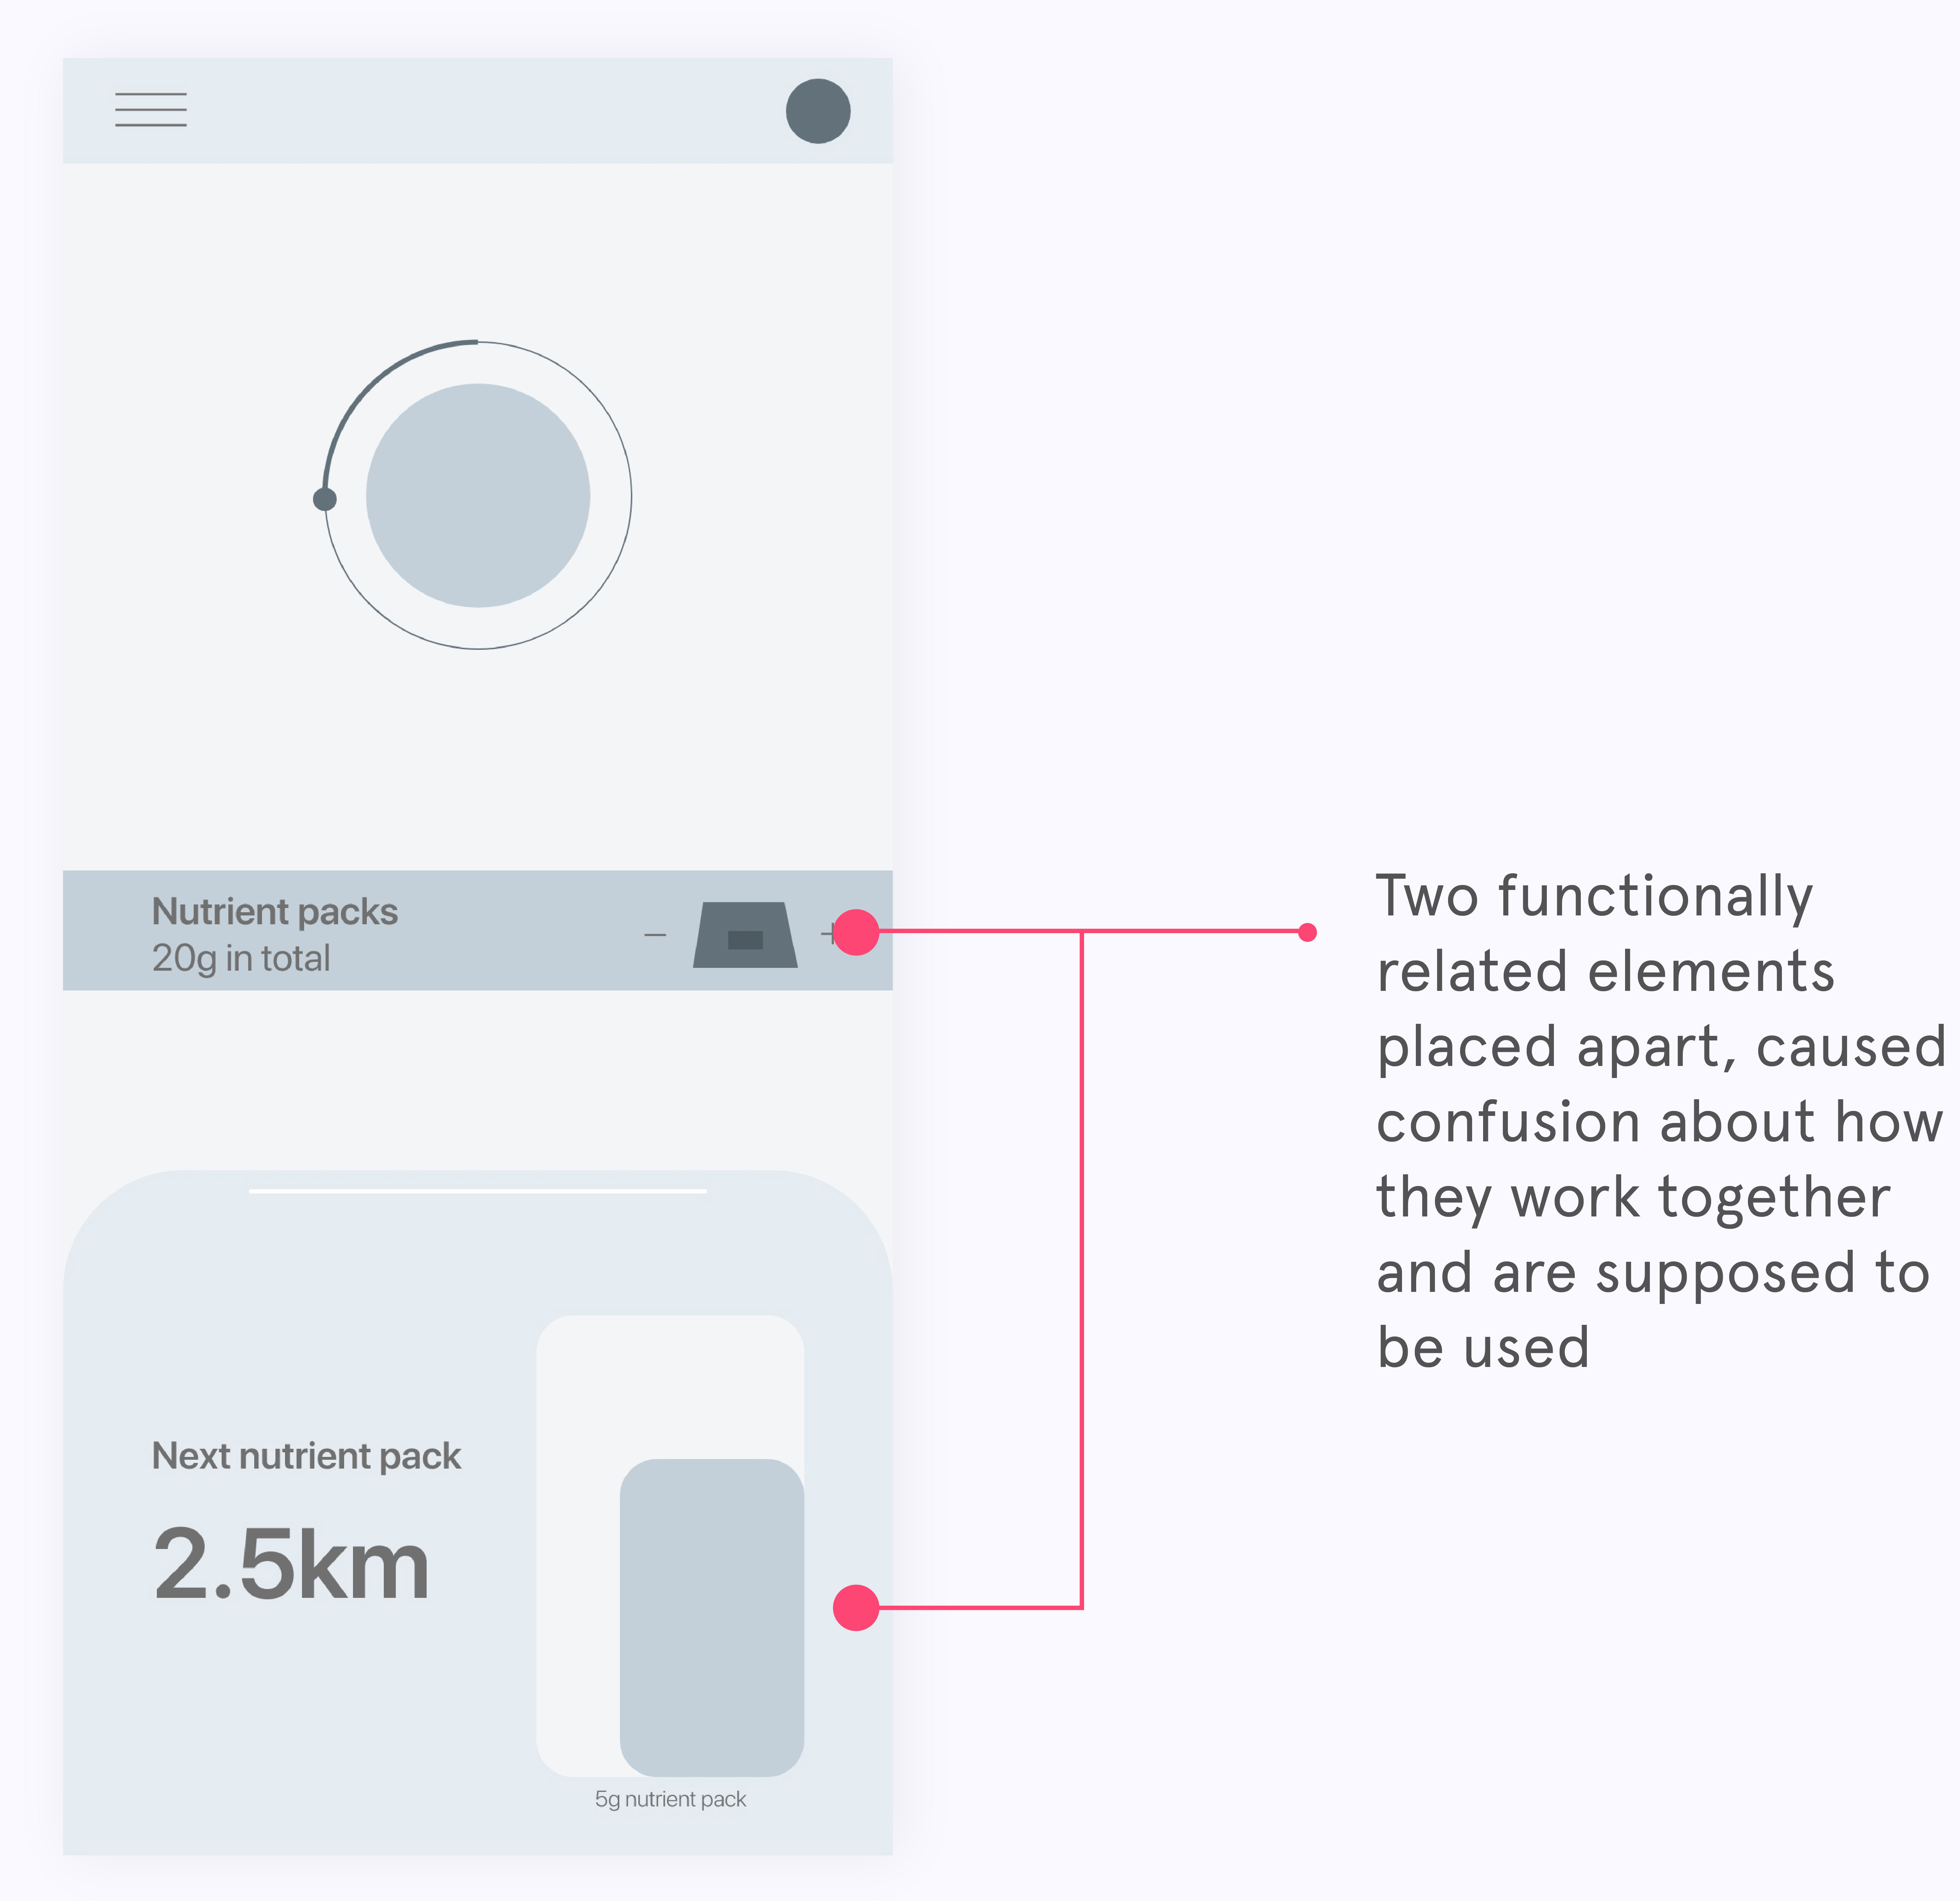 Nutrient packs
20g in total
− +
Two functionally
related elements
placed apart, caused
confusion about how
they work together
and are supposed to
be used
Next nutrient pack
2.5km
5g nutrient pack